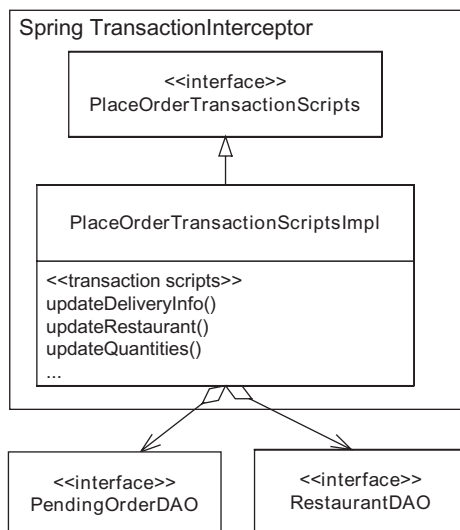 Spring TransactionInterceptor
<<interface>>
PlaceOrderTransactionScripts
PlaceOrderTransactionScriptsImpl
<<transaction scripts>>
updateDeliveryInfo()
updateRestaurant()
updateQuantities()
...
<<interface>>
PendingOrderDAO
<<interface>>
RestaurantDAO